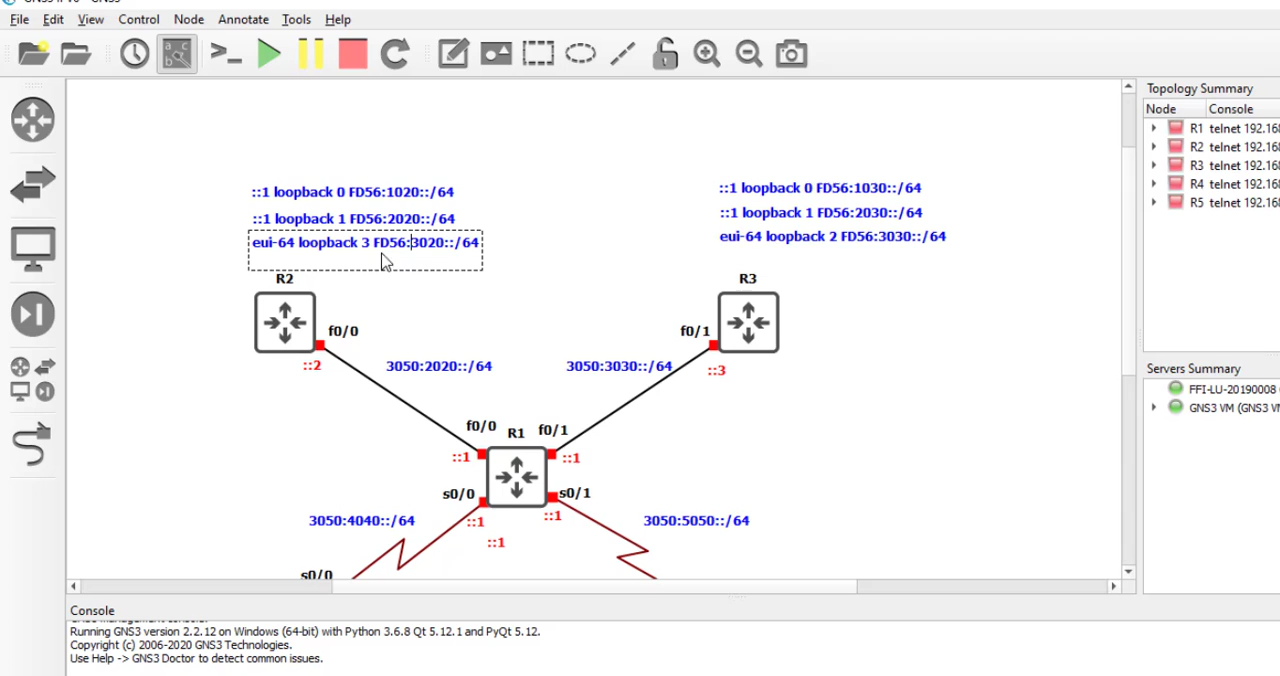 File Edit View Control Node Annotate Tools Help
Topology Summary
Node Console
R1 telnet 192.168
R2 telnet 192.168
R3 telnet 192.168
R4 telnet 192.168
R5 telnet 192.168
::1 loopback 0 FD56:1020::/64
::1 loopback 1 FD56:2020::/64
eui-64 loopback 3 FD56:3020::/64
::1 loopback 0 FD56:1030::/64
::1 loopback 1 FD56:2030::/64
eui-64 loopback 2 FD56:3030::/64
R2
R3
f0/0
f0/1
::2
3050:2020::/64
3050:3030::/64
::3
Servers Summary
FFI-LU-20190008
GNS3 VM (GNS3 VM
f0/0 R1 f0/1
::1
::1
s0/0
s0/1
3050:4040::/64
::1
::1
3050:5050::/64
::1
s0/0
Console
Running GNS3 version 2.2.12 on Windows (64-bit) with Python 3.6.8 Qt 5.12.1 and PyQt 5.12.
Copyright (c) 2006-2020 GNS3 Technologies.
Use Help -> GNS3 Doctor to detect common issues.